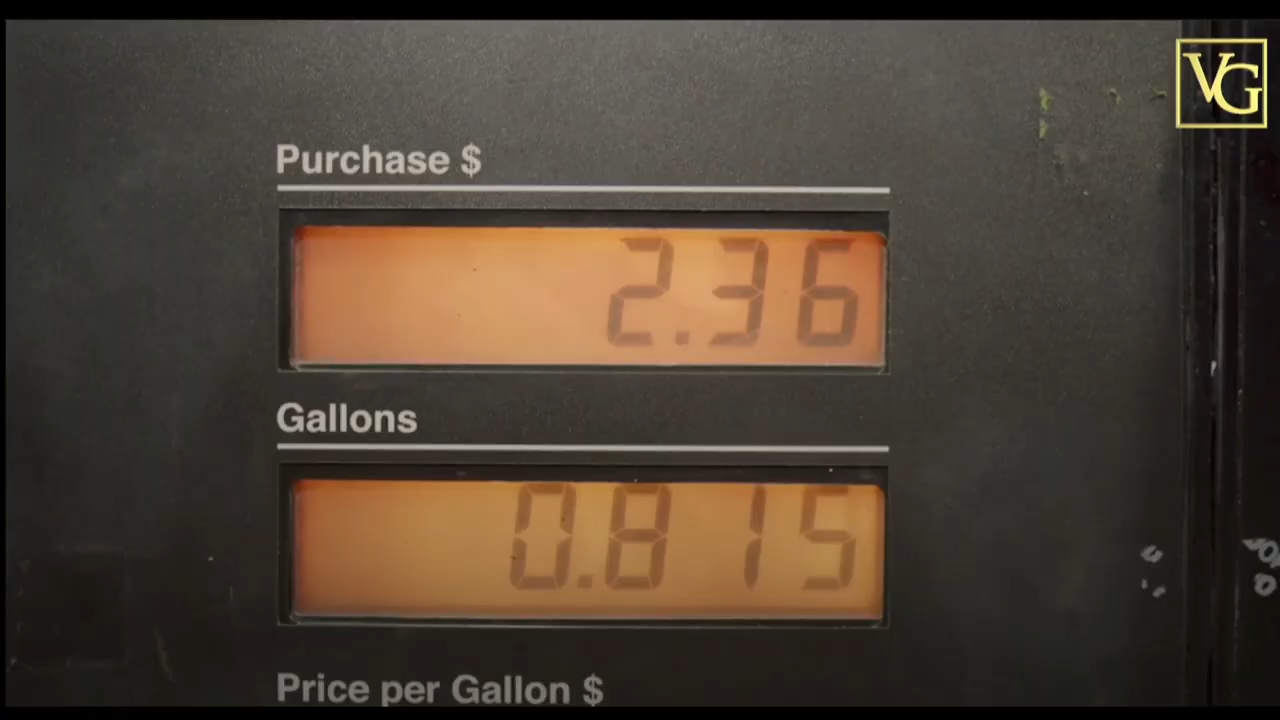 VG
Purchase $
2.36
Gallons
0.815
Price per Gallon $